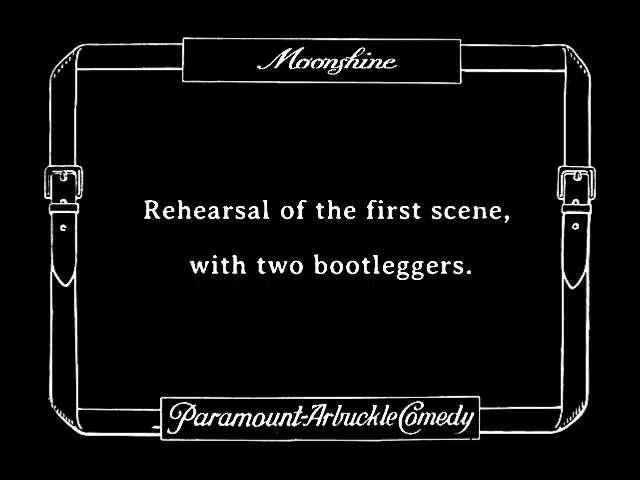 Moonshine
Rehearsal of the first scene,
with two bootleggers.
Paramount-Arbuckle Comedy